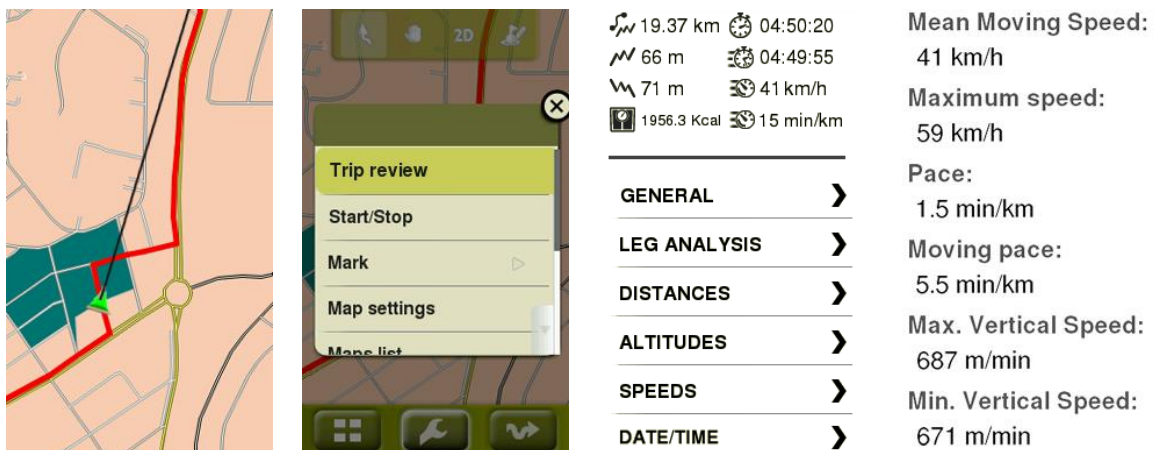 2D
Trip review
Start/Stop
Mark
Map settings
Maps list
19.37 km 04:50:20
66 m 04:49:55
71 m 41 km/h
1956.3 Kcal 15 min/km
GENERAL
LEG ANALYSIS
DISTANCES
ALTITUDES
SPEEDS
DATE/TIME
Mean Moving Speed:
41 km/h
Maximum speed:
59 km/h
Pace:
1.5 min/km
Moving pace:
5.5 min/km
Max. Vertical Speed:
687 m/min
Min. Vertical Speed:
671 m/min